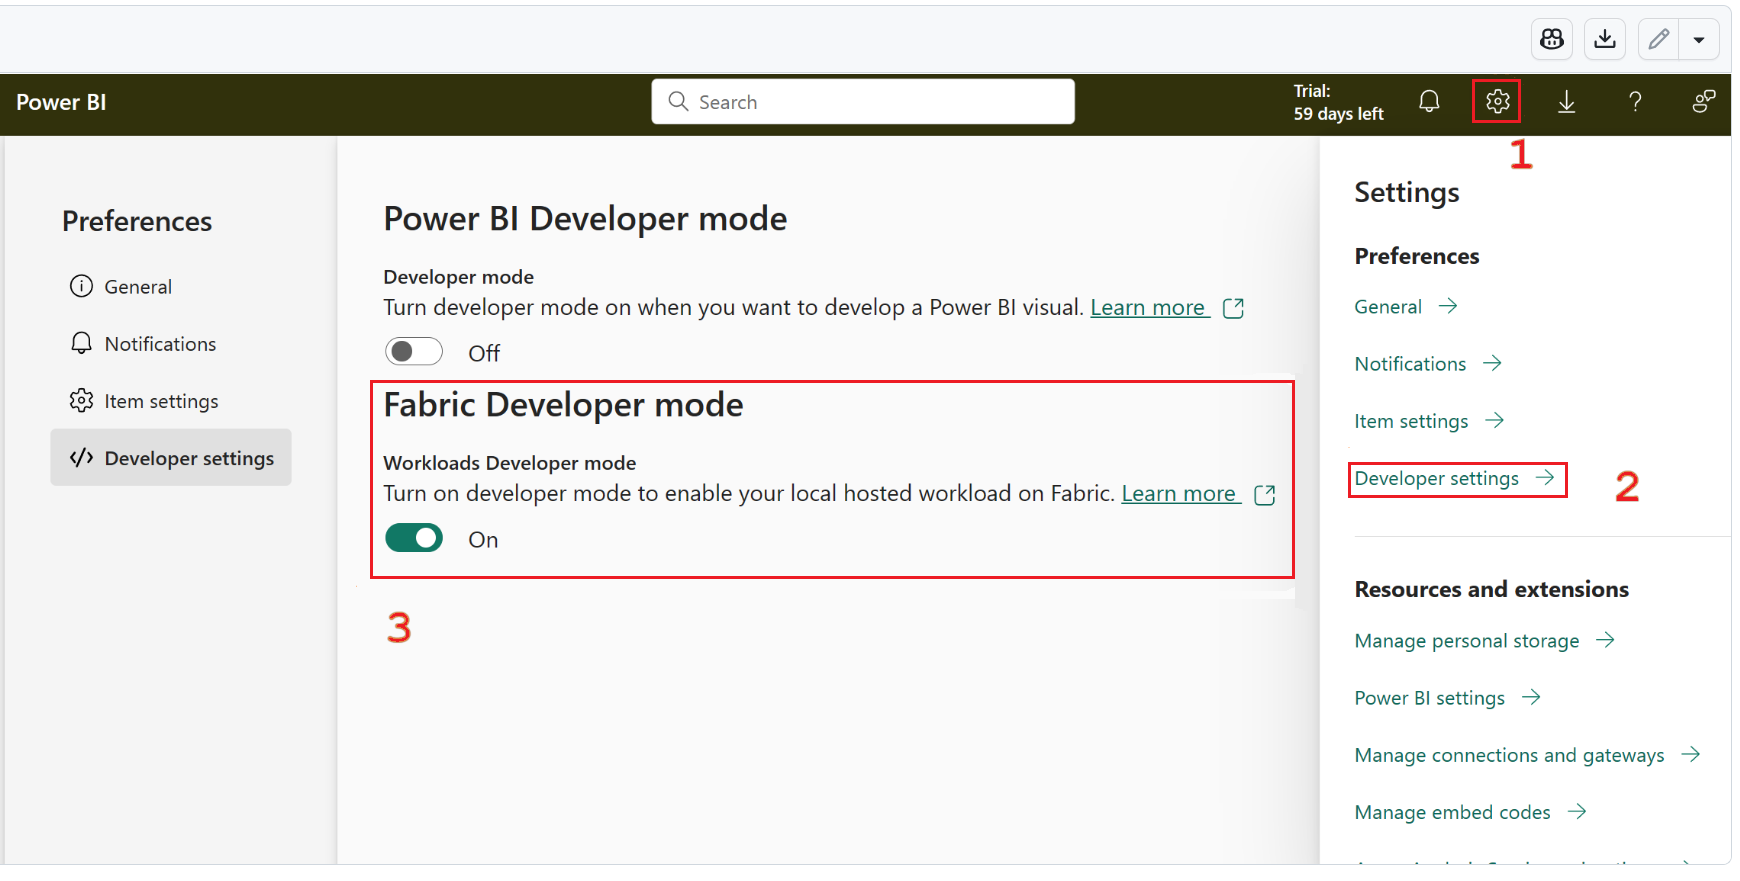 Power BI
Search
Trial:
59 days left
1
Preferences
General
Notifications
Item settings
Developer settings
Power BI Developer mode
Developer mode
Turn developer mode on when you want to develop a Power BI visual. Learn more
Off
Fabric Developer mode
Workloads Developer mode
Turn on developer mode to enable your local hosted workload on Fabric. Learn more
On
3
Settings
Preferences
General
Notifications
Item settings
Developer settings
2
Resources and extensions
Manage personal storage
Power BI settings
Manage connections and gateways
Manage embed codes